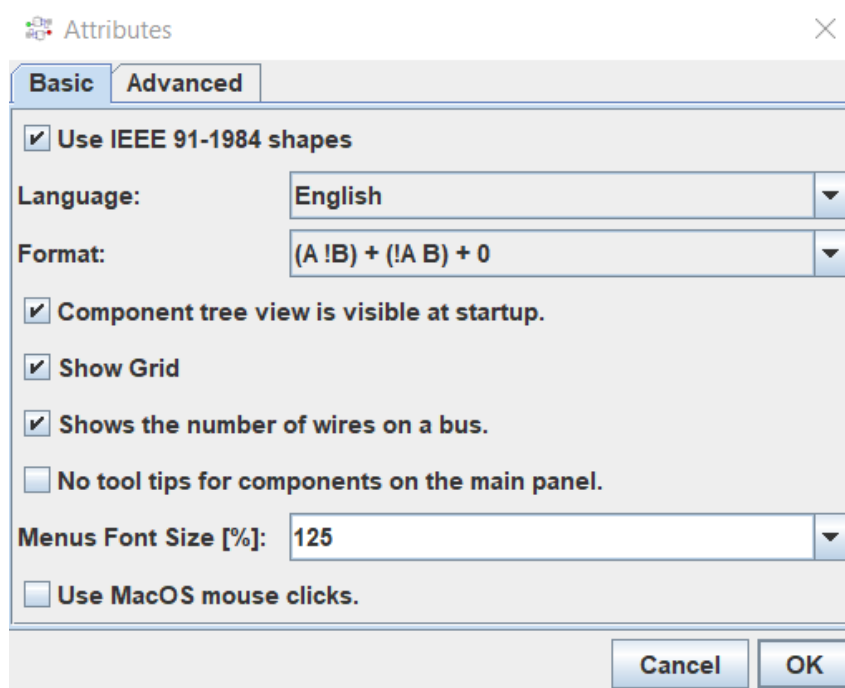 Attributes
Basic Advanced
Use IEEE 91-1984 shapes
Language: English
Format: (A !B) + (!A B) + 0
Component tree view is visible at startup.
Show Grid
Shows the number of wires on a bus.
No tool tips for components on the main panel.
Menus Font Size [%]: 125
Use MacOS mouse clicks.
Cancel OK